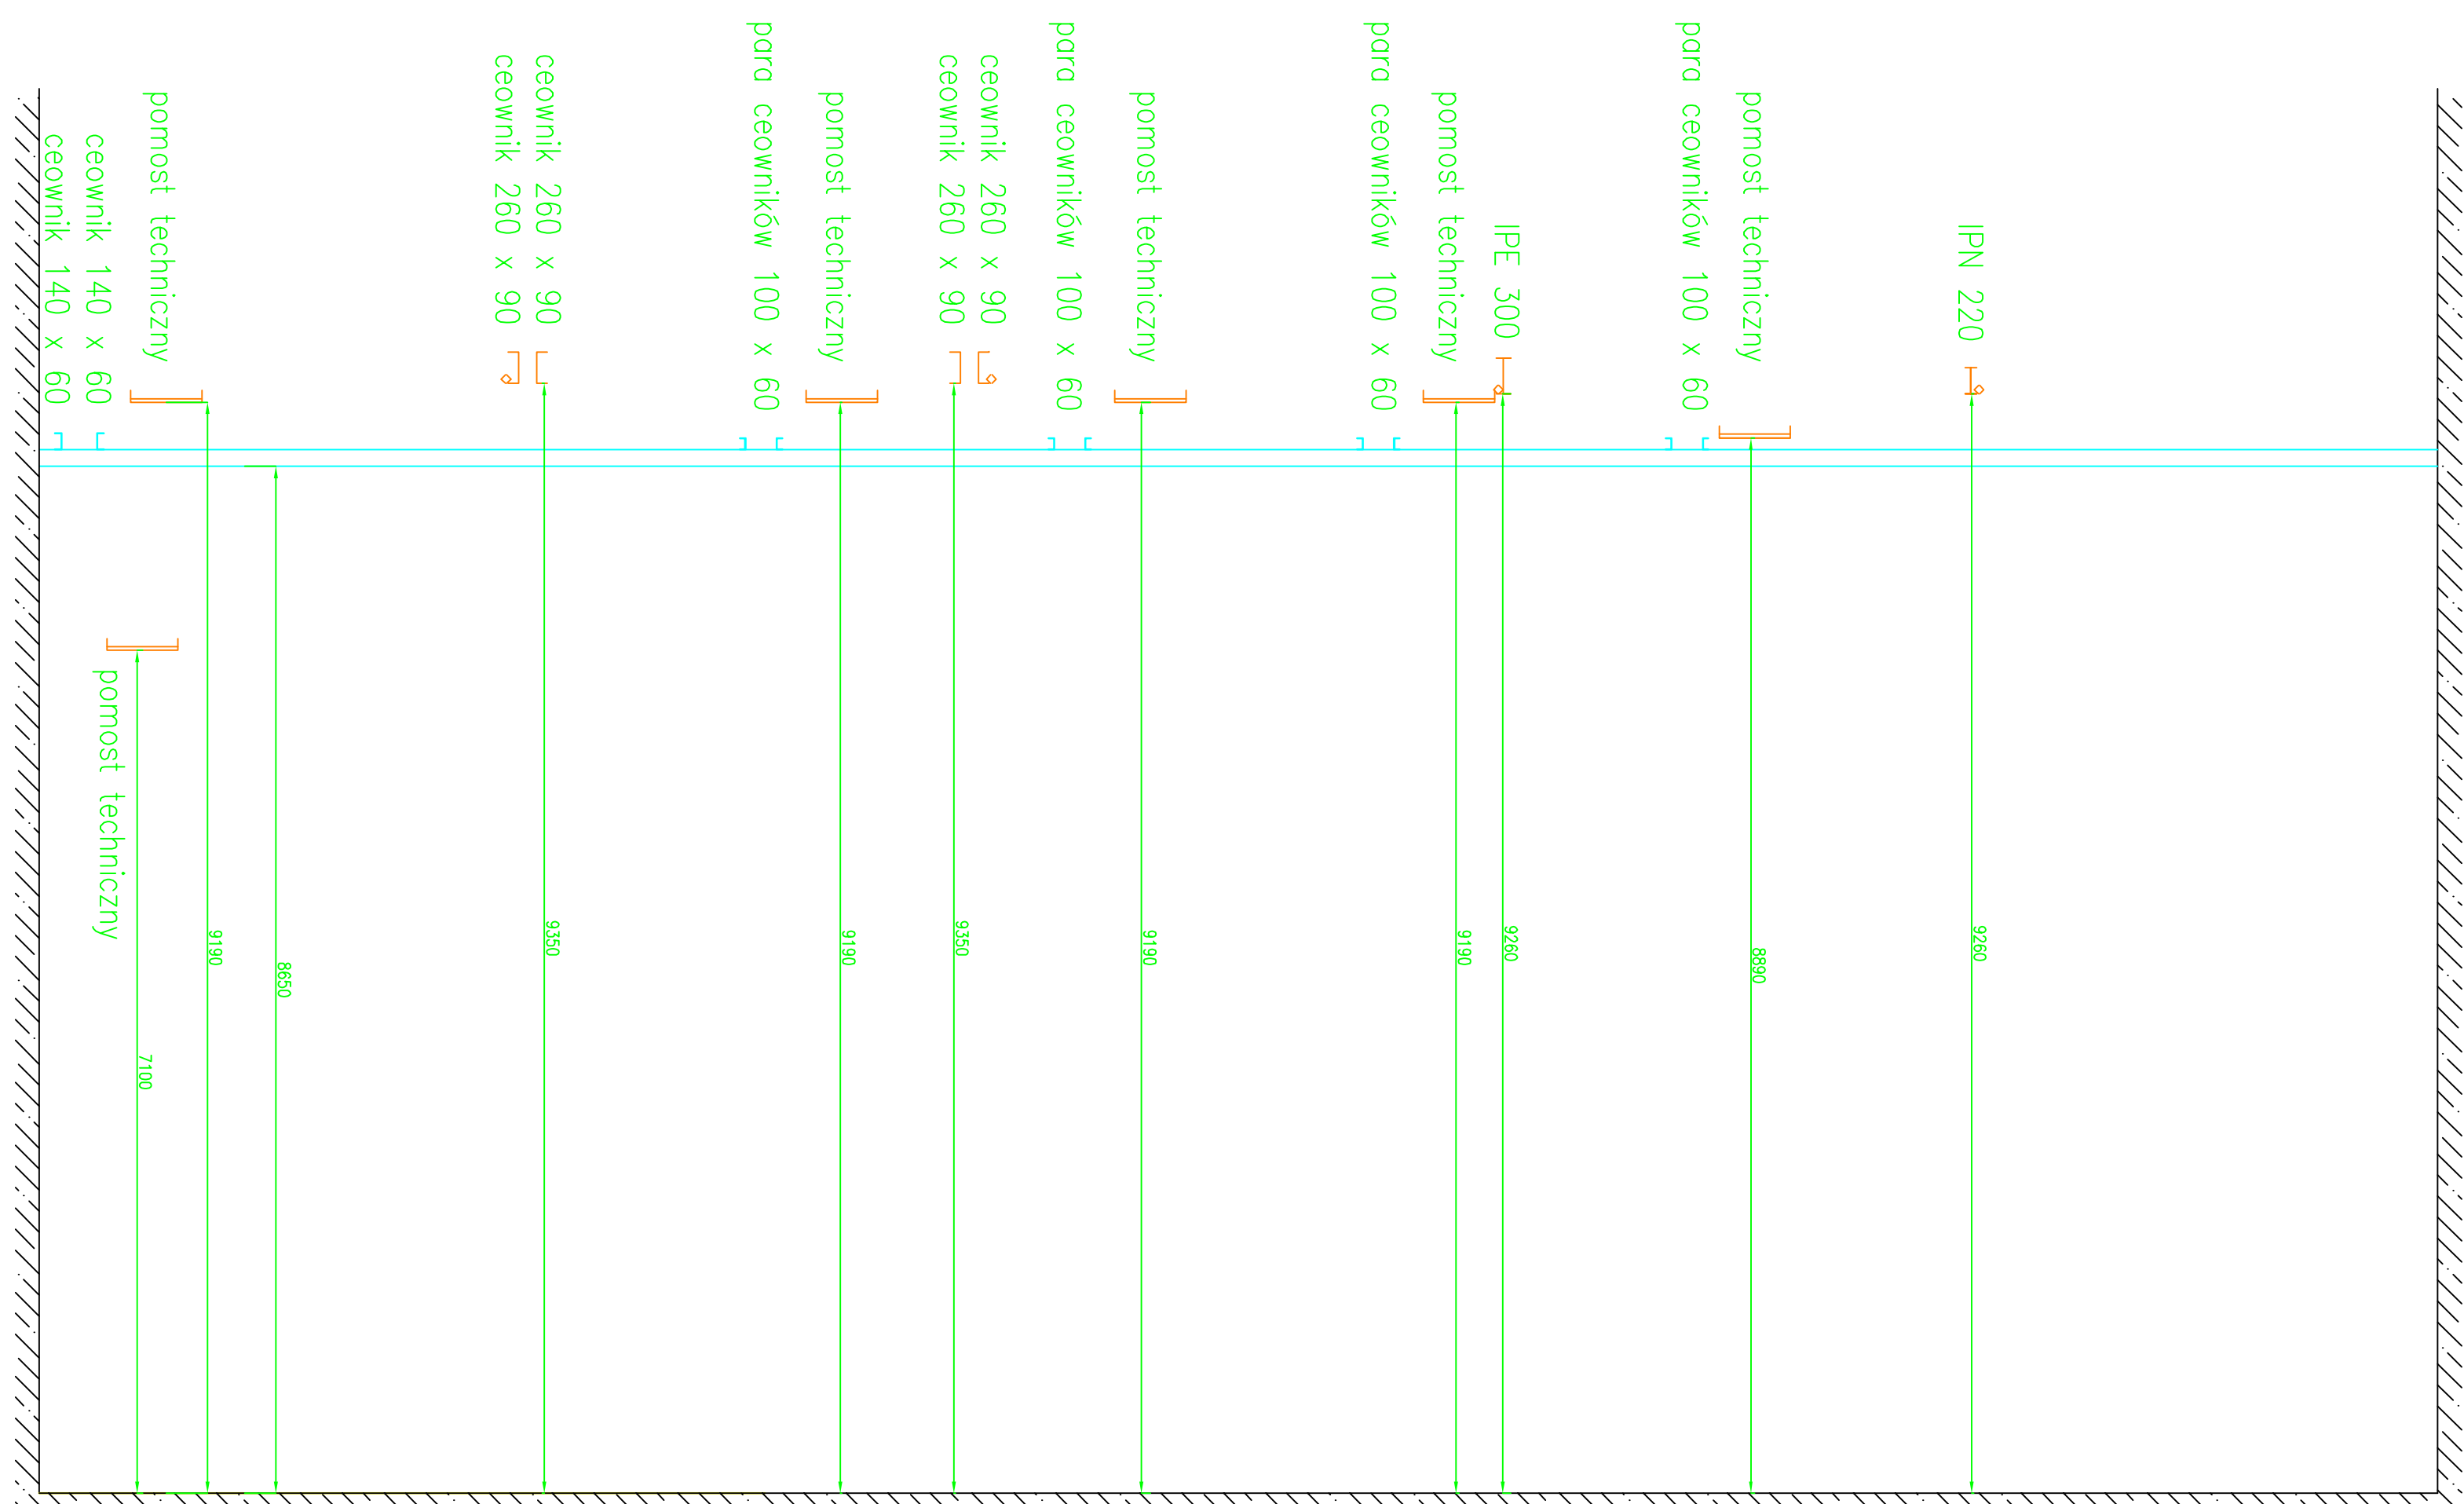 ceownik 140 x 60
ceownik 140 x 60
pomost techniczny
ceownik 260 x 90
ceownik 260 x 90
para ceowników 100 x 60
pomost techniczny
ceownik 260 x 90
ceownik 260 x 90
para ceowników 100 x 60
pomost techniczny
para ceowników 100 x 60
pomost techniczny
IPE 300
para ceowników 100 x 60
pomost techniczny
IPN 220
pomost techniczny
7100
9190
8650
9350
9190
9350
9190
9190
9260
8890
9260